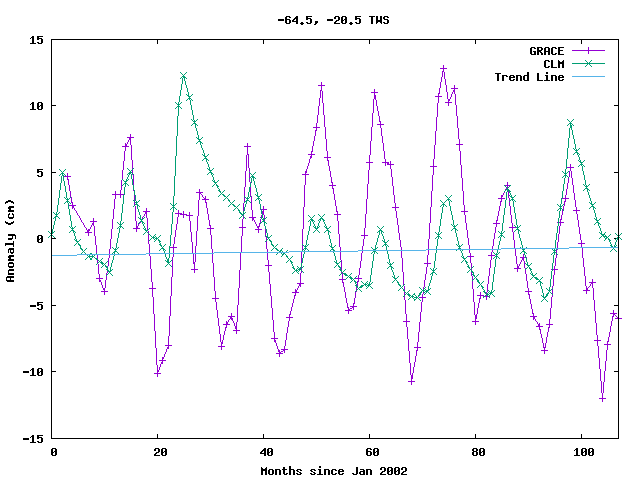 -64.5, -20.5 TWS
15
10
5
0
-5
-10
-15
Anomaly (cm)
GRACE
CLM
Trend Line
0 20 40 60 80 100
Months since Jan 2002